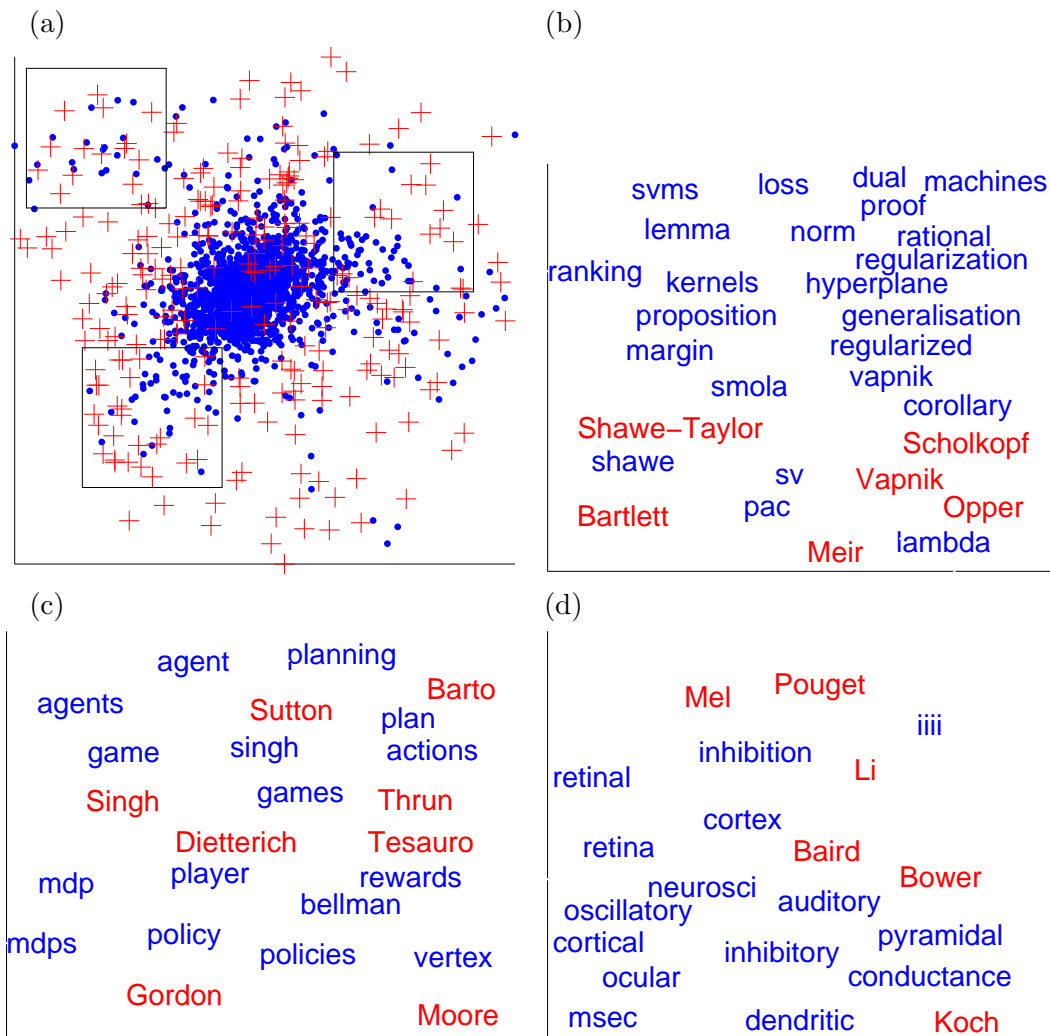 (a)
(b)
svms loss dual machines
proof
lemma norm rational
regularization
ranking kernels hyperplane
proposition generalisation
margin regularized
smola vapnik
corollary
Shawe−Taylor Scholkopf
shawe sv Vapnik
Bartlett pac Opper
Meir lambda
(c)
agent planning
agents Sutton Barto
plan
game singh actions
Singh games Thrun
Dietterich Tesauro
mdp player rewards
bellman
mdps policy policies vertex
Gordon Moore
(d)
Mel Pouget
iiii
retinal inhibition Li
cortex
retina Baird
neurosci Bower
oscillatory auditory
cortical inhibitory pyramidal
ocular conductance
msec dendritic Koch